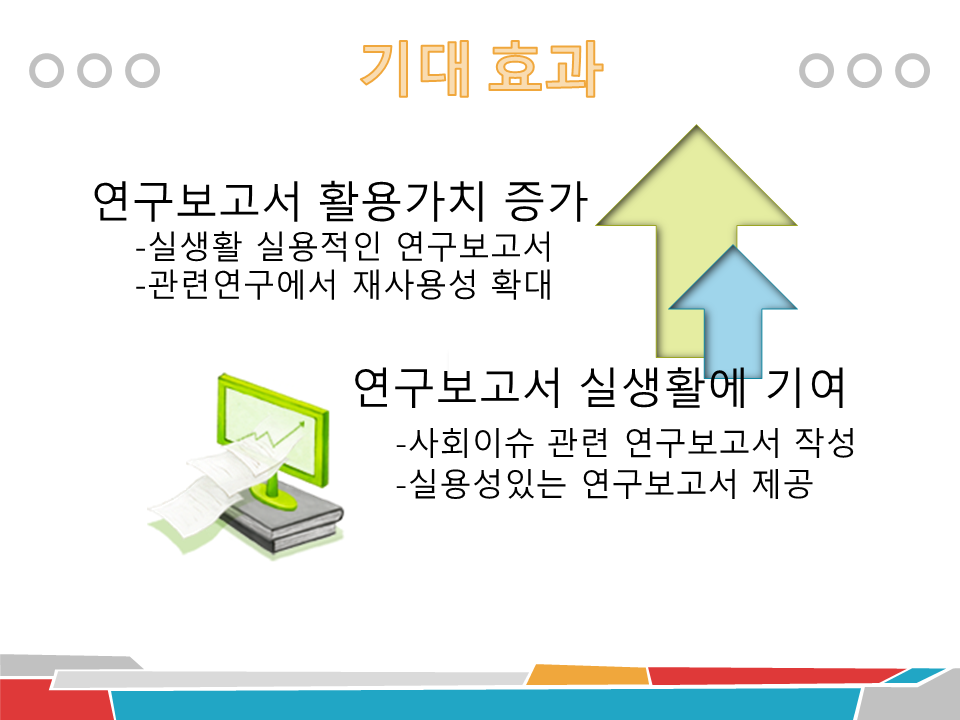 기대 효과
연구보고서 활용가치 증가
-실생활 실용적인 연구보고서
-관련연구에서 재사용성 확대
연구보고서 실생활에 기여
-사회이슈 관련 연구보고서 작성
-실용성있는 연구보고서 제공